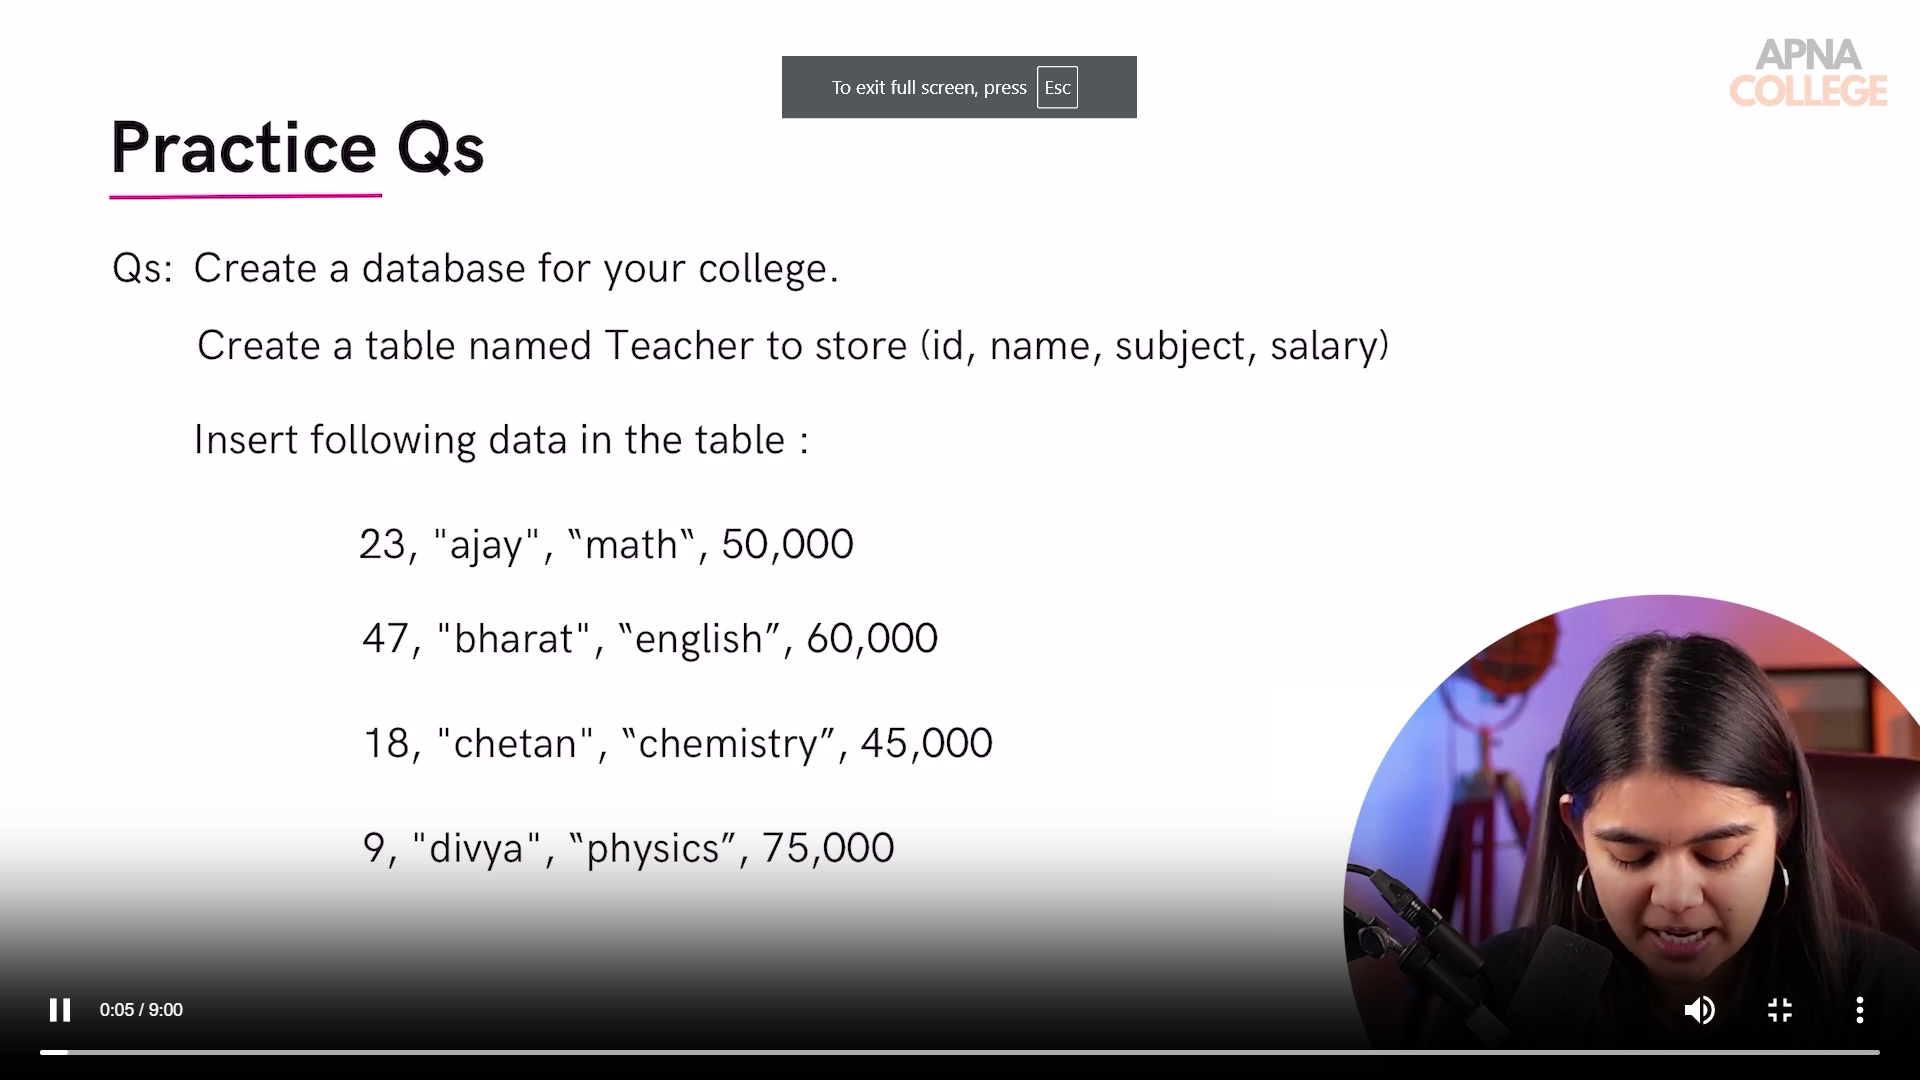 To exit full screen, press Esc
APNA
COLLEGE
Practice Qs
Qs: Create a database for your college.
Create a table named Teacher to store (id, name, subject, salary)
Insert following data in the table :
23, "ajay", “math“, 50,000
47, "bharat", “english”, 60,000
18, "chetan", “chemistry”, 45,000
9, "divya", “physics”, 75,000
0:05 / 9:00